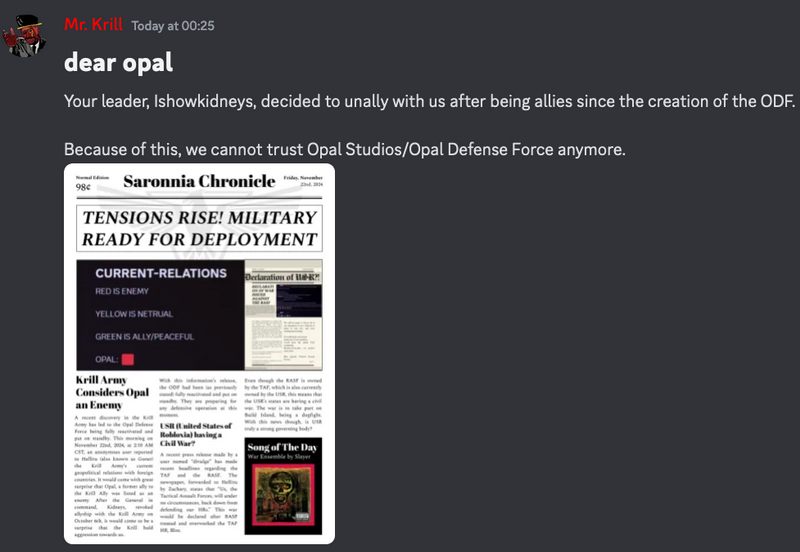 Mr. Krill Today at 00:25
dear opal
Your leader, Ishowkidneys, decided to unally with us after being allies since the creation of the ODF.
Because of this, we cannot trust Opal Studios/Opal Defense Force anymore.
Normal Edition
98¢
Saronnia Chronicle
Friday, November
22nd, 2024
TENSIONS RISE! MILITARY
READY FOR DEPLOYMENT
CURRENT-RELATIONS
RED IS ENEMY
YELLOW IS NETRUAL
GREEN IS ALLY/PEACEFUL
OPAL:
Declaration of WAR?!
Krill Army
Considers Opal
an Enemy
A recent discovery in the Krill
Army has led to the Opal Defense
Force being fully reactivated and
put on standby. This morning on
November 22nd, 2024, at 2:10 AM
CST, an anonymous user reported
to Hellira (also known as Goose)
the Krill Army's current
geopolitical relations with foreign
countries. It would come with great
surprise that Opal, a former ally to
the Krill Ally was listed as an
enemy. After the General in
command, Kidneys, revoked
allyship with the Krill Army on
October 6th, it would come to be a
surprise that the Krill hold
aggression towards us.
With this information's release,
the ODF had been (as previously
stated) fully reactivated and put on
standby. They are preparing for
any defensive operation at this
moment.
USR (United States of
Robloxia) having a
Civil War?
A recent press release made by a
user named "divulge" has made
recent headlines regarding the
TAF and the RASF. The
newspaper, forwarded to Hellira
by Zachary, states that "Us, the
Tactical Assault Forces, will under
no circumstances, back down from
defending our HRs." This war
would be declared after RASF
treated and overworked the TAF
HR, Blox.
Even though the RASF is owned
by the TAF, which is also currently
owned by the USR, this means that
the USR's states are having a civil
war. The war is to take part on
Build Island, being a dogfight.
With this news though, is USR
truly a strong governing body?
Song of The Day
War Ensemble by Slayer